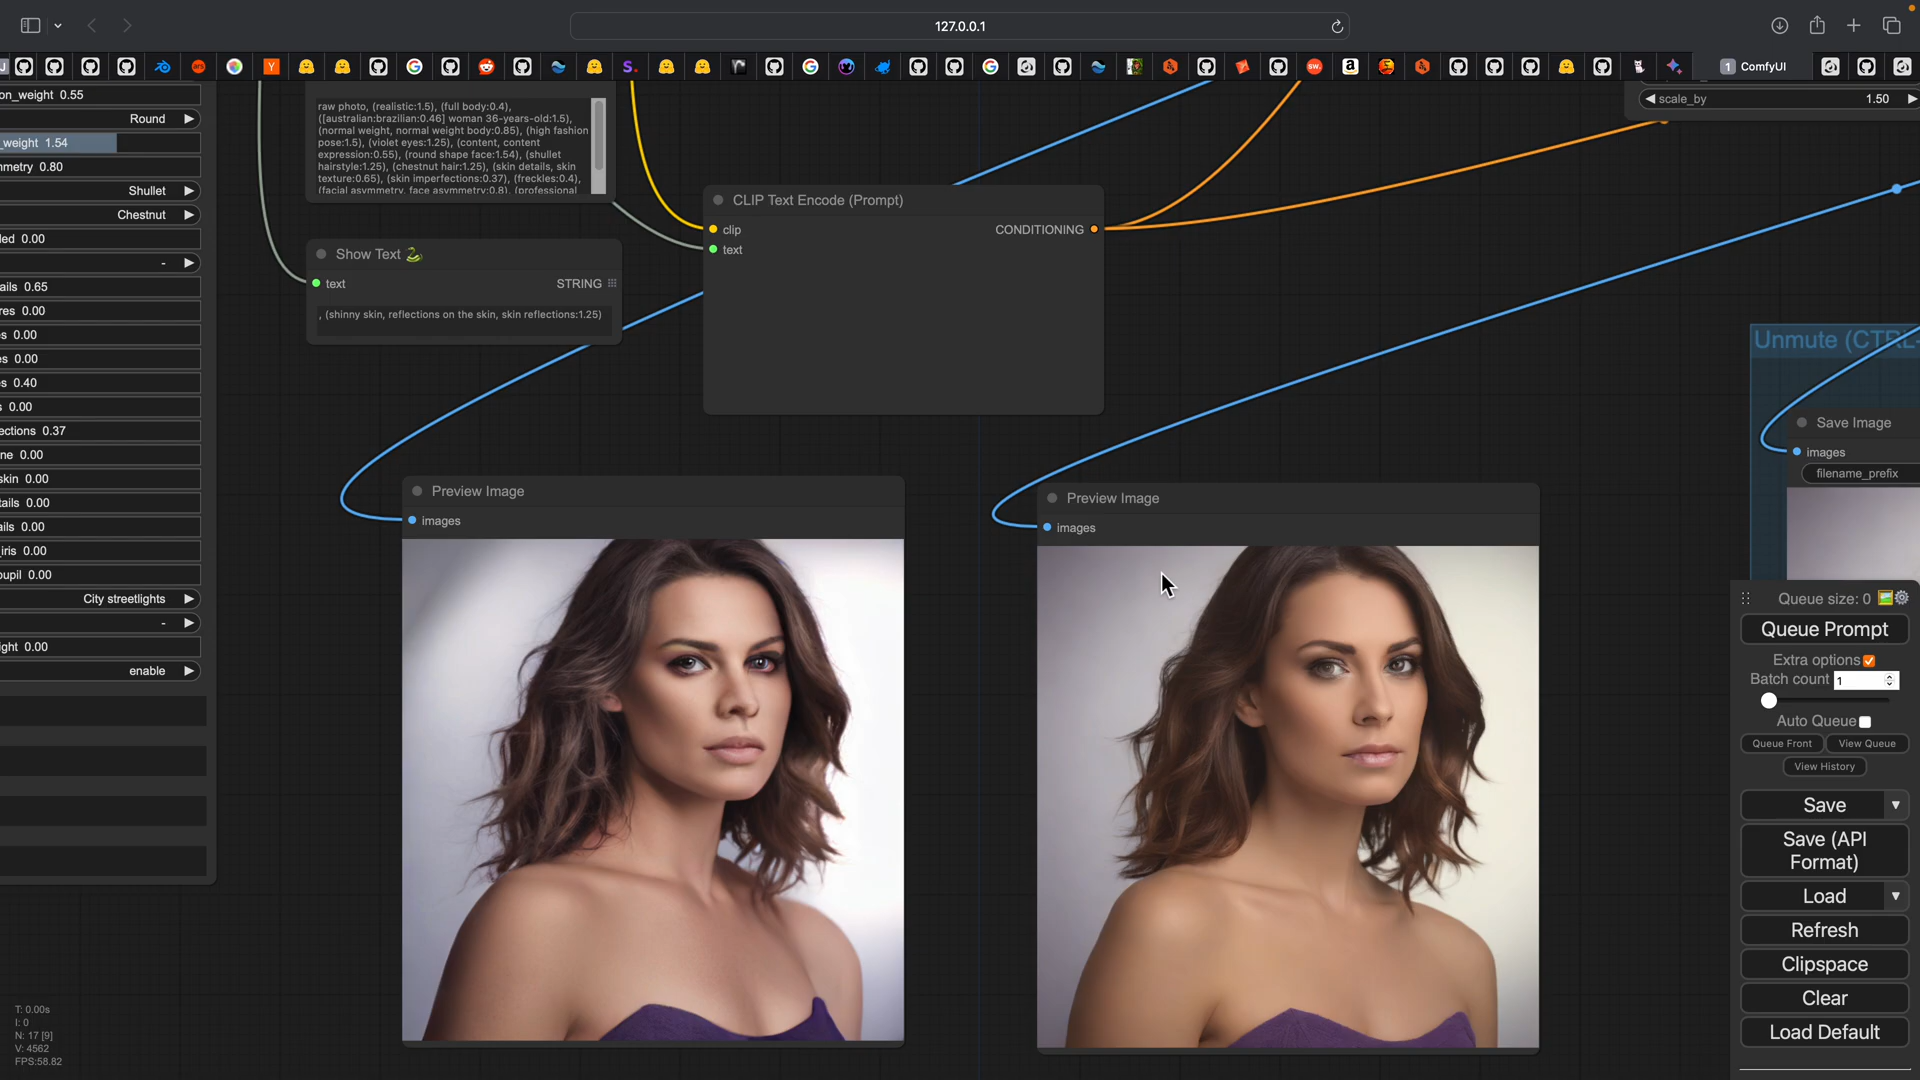 127.0.0.1
1 ComfyUI
on_weight 0.55
Round
_weight 1.54
mmetry 0.80
Shullet
Chestnut
led 0.00
-
ails 0.65
res 0.00
s 0.00
es 0.00
s 0.40
s 0.00
ections 0.37
ne 0.00
skin 0.00
tails 0.00
ails 0.00
iris 0.00
pupil 0.00
City streetlights
-
ight 0.00
enable
raw photo, (realistic:1.5), (full body:0.4),
([australian:brazilian:0.46] woman 36-years-old:1.5),
(normal weight, normal weight body:0.85), (high fashion
pose:1.5), (violet eyes:1.25), (content, content
expression:0.55), (round shape face:1.54), (shullet
hairstyle:1.25), (chestnut hair:1.25), (skin details, skin
texture:0.65), (skin imperfections:0.37), (freckles:0.4),
(facial asymmetry, face asymmetry:0.8), (professional
Show Text 🐍
text
STRING
, (shinny skin, reflections on the skin, skin reflections:1.25)
CLIP Text Encode (Prompt)
clip
CONDITIONING
text
scale_by 1.50
Preview Image
images
Preview Image
images
Unmute (CTRL-
Save Image
images
filename_prefix
Queue size: 0
Queue Prompt
Extra options
Batch count 1
Auto Queue
Queue Front
View Queue
View History
Save
Save (API
Format)
Load
Refresh
Clipspace
Clear
Load Default
T: 0.00s
I: 0
N: 17 [9]
V: 4562
FPS:58.82